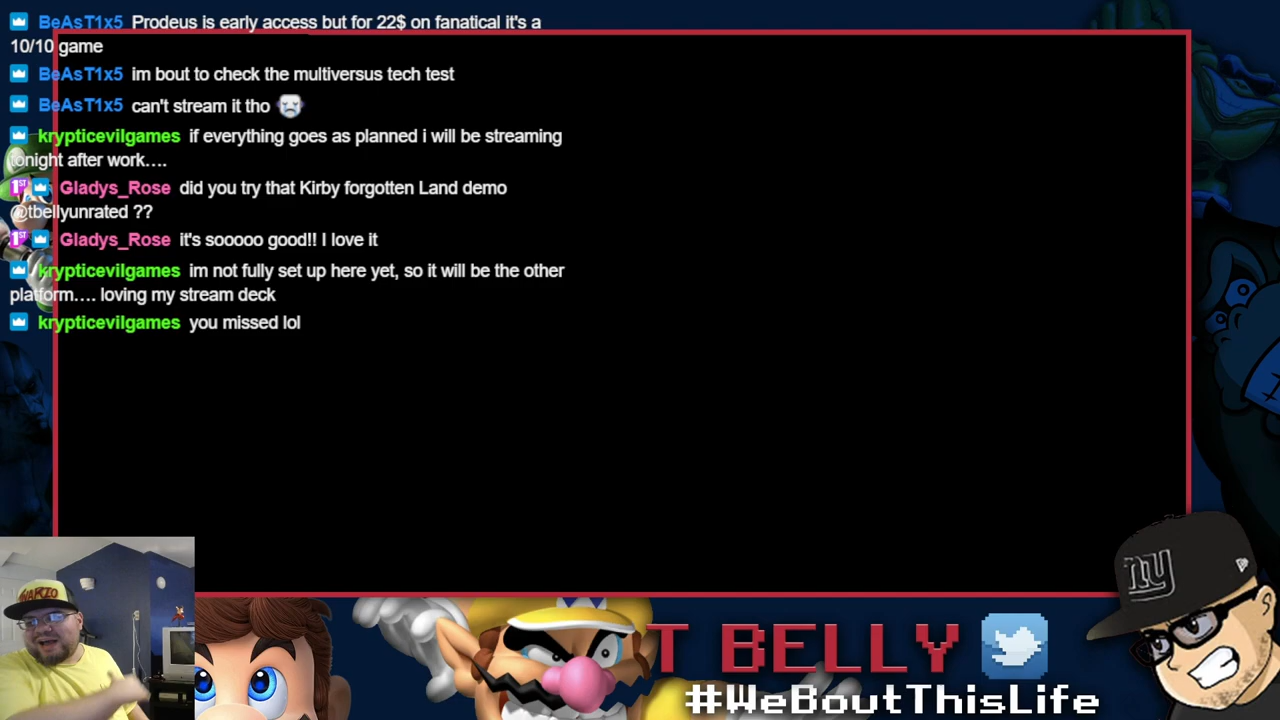 BeAsT1x5 Prodeus is early access but for 22$ on fanatical it's a
10/10 game
BeAsT1x5 im bout to check the multiversus tech test
BeAsT1x5 can't stream it tho
krypticevilgames if everything goes as planned i will be streaming
tonight after work….
1ST Gladys_Rose did you try that Kirby forgotten Land demo
@tbellyunrated ??
1ST Gladys_Rose it's sooooo good!! I love it
krypticevilgames im not fully set up here yet, so it will be the other
platform…. loving my stream deck
krypticevilgames you missed lol
WARIO
ny
T BELLY
#WeBoutThisLife